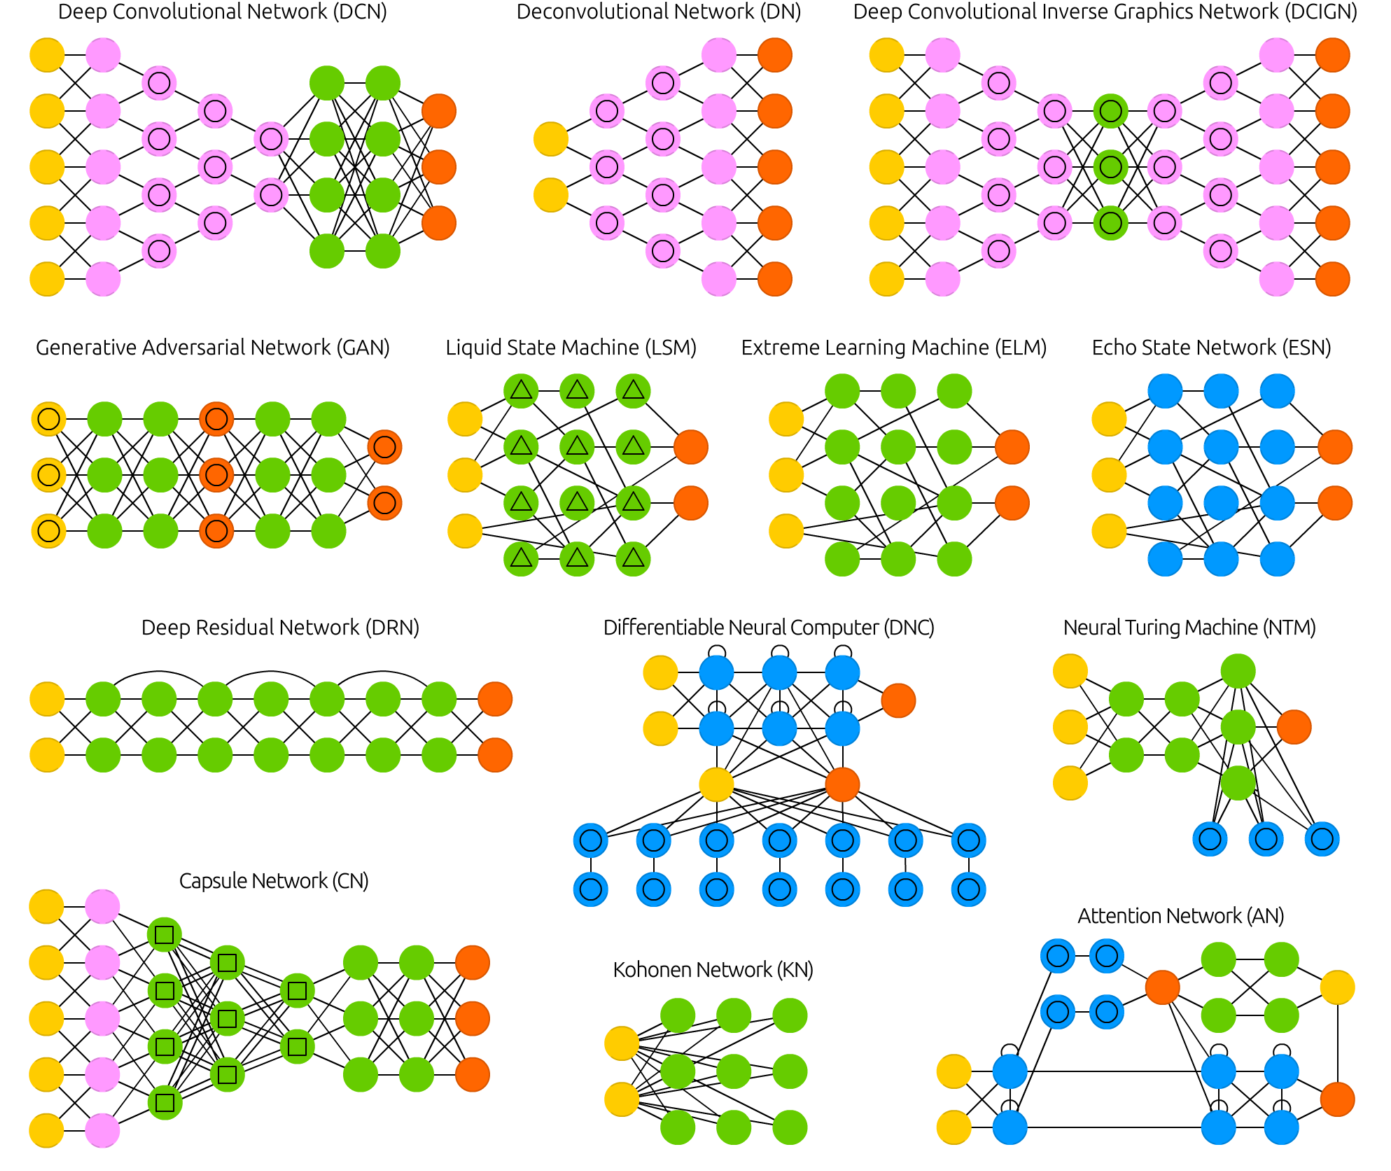 Deep Convolutional Network (DCN)
Deconvolutional Network (DN)
Deep Convolutional Inverse Graphics Network (DCIGN)
Generative Adversarial Network (GAN)
Liquid State Machine (LSM)
Extreme Learning Machine (ELM)
Echo State Network (ESN)
Deep Residual Network (DRN)
Differentiable Neural Computer (DNC)
Neural Turing Machine (NTM)
Capsule Network (CN)
Kohonen Network (KN)
Attention Network (AN)